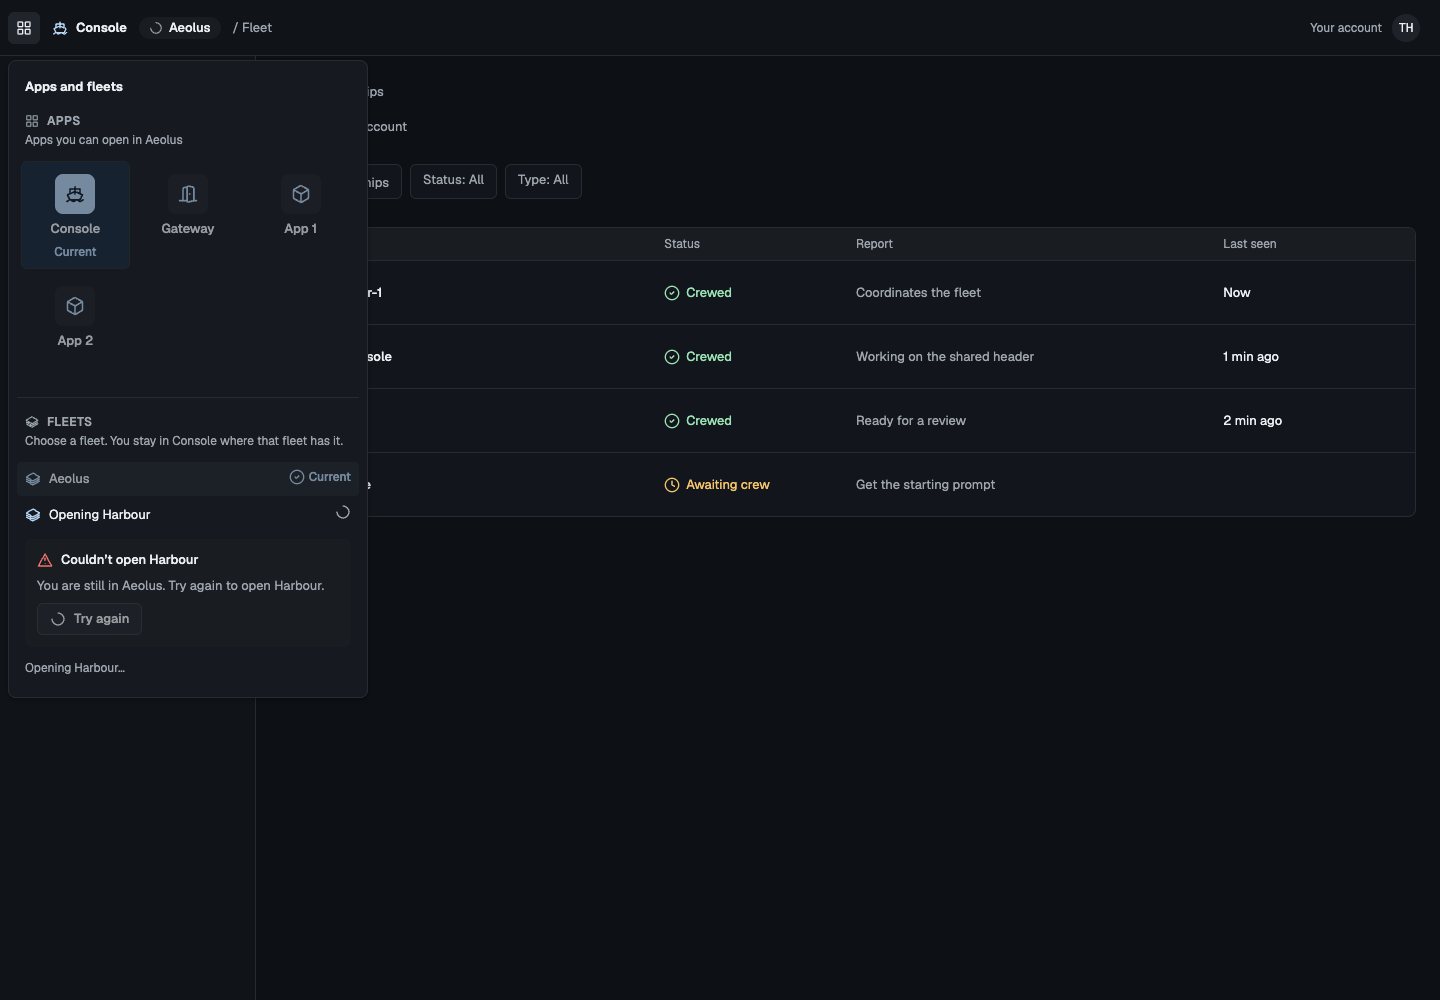 Console
Aeolus
/ Fleet
Your account
TH
Apps and fleets
APPS
Apps you can open in Aeolus
Console
Current
Gateway
App 1
App 2
FLEETS
Choose a fleet. You stay in Console where that fleet has it.
Aeolus
Current
Opening Harbour
Couldn't open Harbour
You are still in Aeolus. Try again to open Harbour.
Try again
Opening Harbour...
Status: All
Type: All
Status
Report
Last seen
r-1
Crewed
Coordinates the fleet
Now
Crewed
Working on the shared header
1 min ago
Crewed
Ready for a review
2 min ago
Awaiting crew
Get the starting prompt